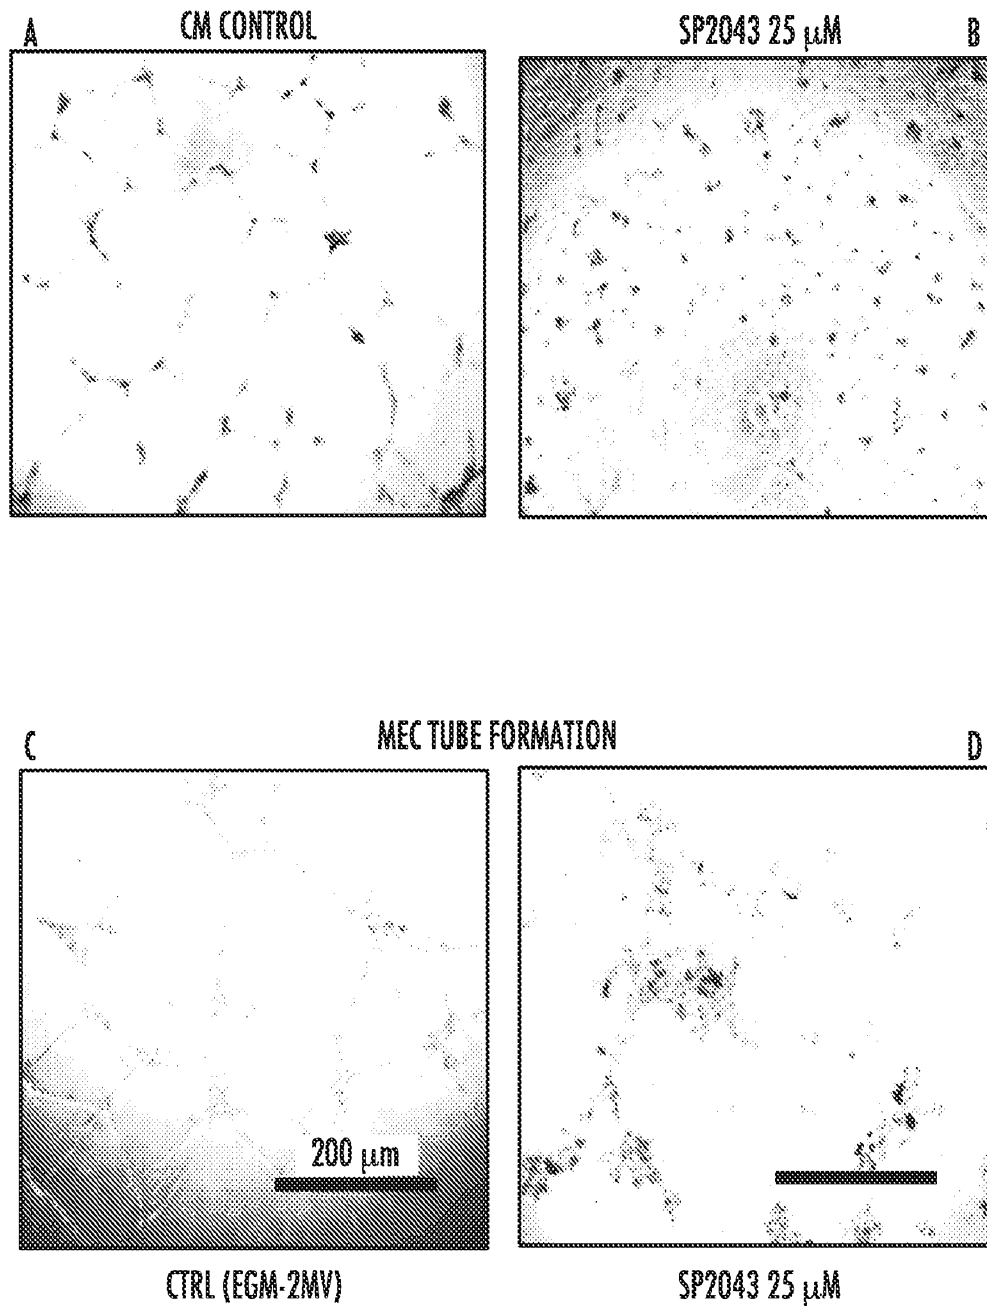 A
CM CONTROL
SP2043 25 µM
B
C
MEC TUBE FORMATION
D
200 µm
CTRL (EGM-2MV)
SP2043 25 µM